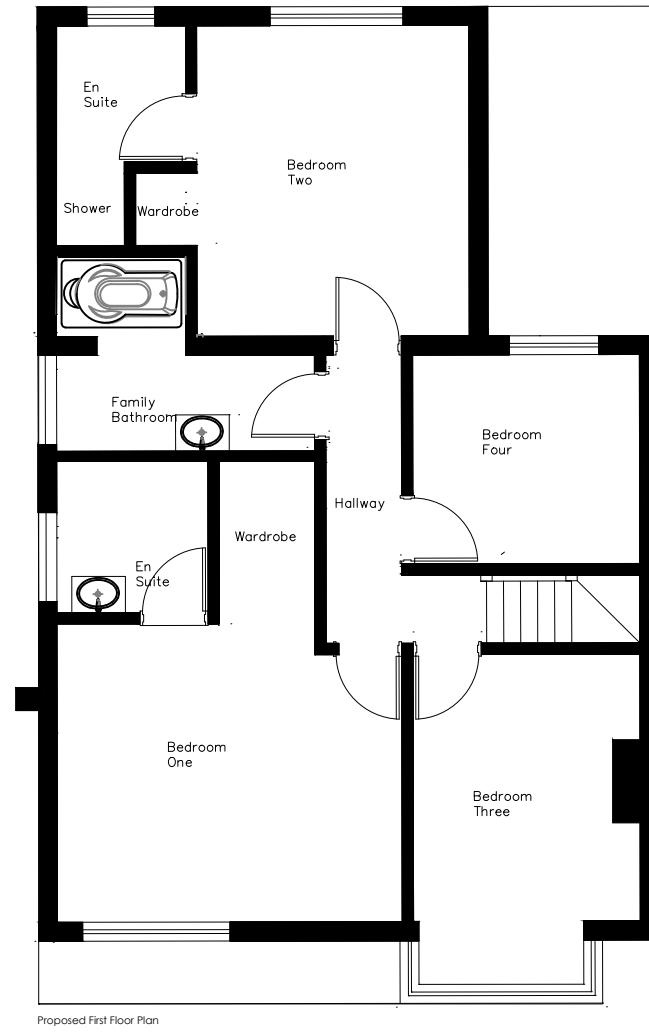 En
Suite
Bedroom
Two
Shower
Wardrobe
Family
Bathroom
Bedroom
Four
Hallway
Wardrobe
En
Suite
Bedroom
One
Bedroom
Three
Proposed First Floor Plan